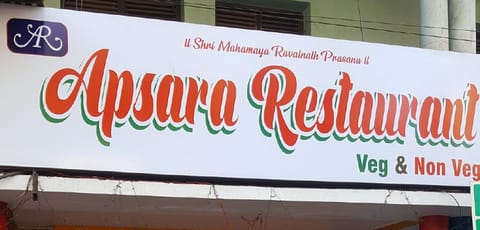 AR
॥ Shri Mahamaya Ravalnath Prasana ॥
Apsara Restaurant
Veg & Non Veg